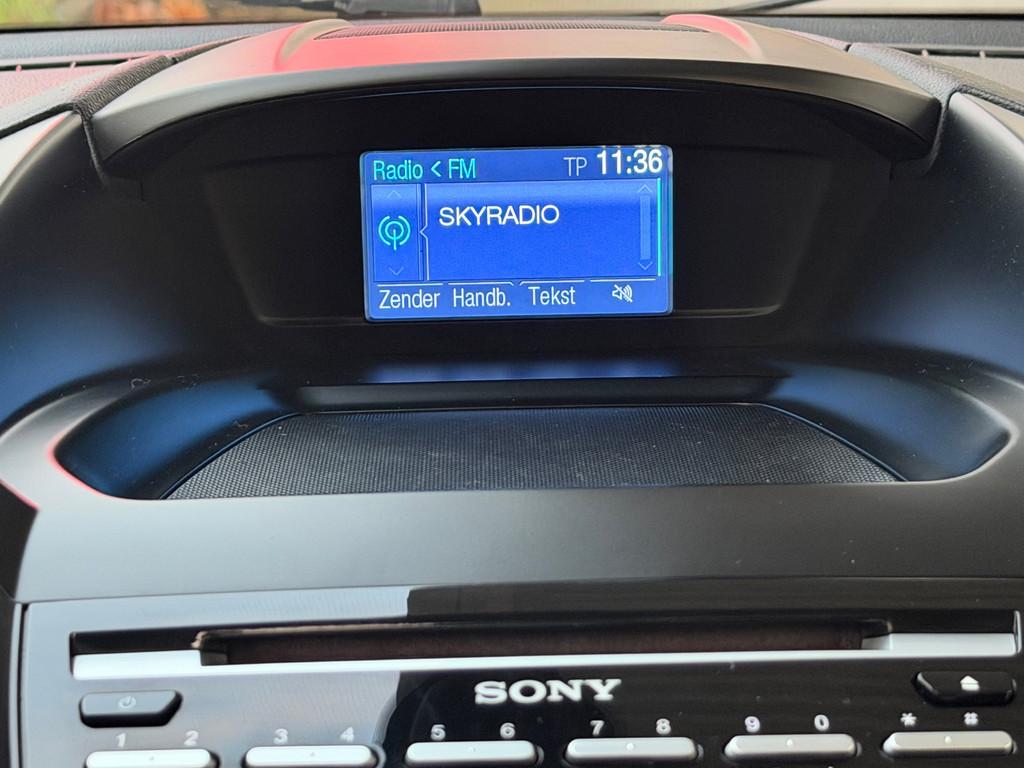 Radio < FM TP 11:36
SKYRADIO
Zender Handb. Tekst
SONY
1 2 3 4 5 6 7 8 9 0 * #